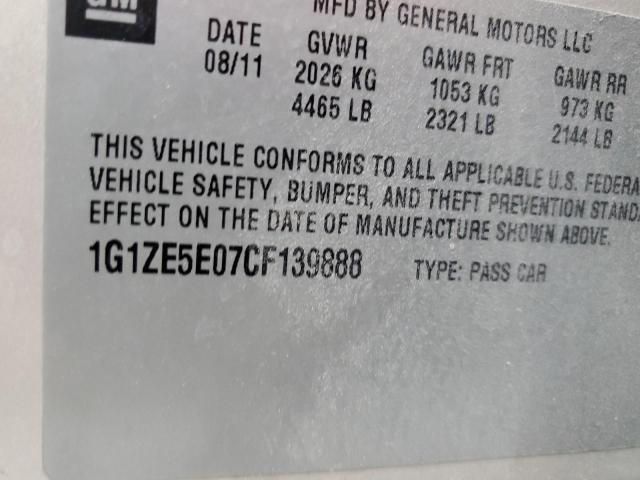 GM
MFD BY GENERAL MOTORS LLC
DATE GVWR GAWR FRT GAWR RR
08/11 2026 KG 1053 KG 973 KG
4465 LB 2321 LB 2144 LB
THIS VEHICLE CONFORMS TO ALL APPLICABLE U.S. FEDERA
VEHICLE SAFETY, BUMPER, AND THEFT PREVENTION STAND
EFFECT ON THE DATE OF MANUFACTURE SHOWN ABOVE.
1G1ZE5E07CF139888 TYPE: PASS CAR